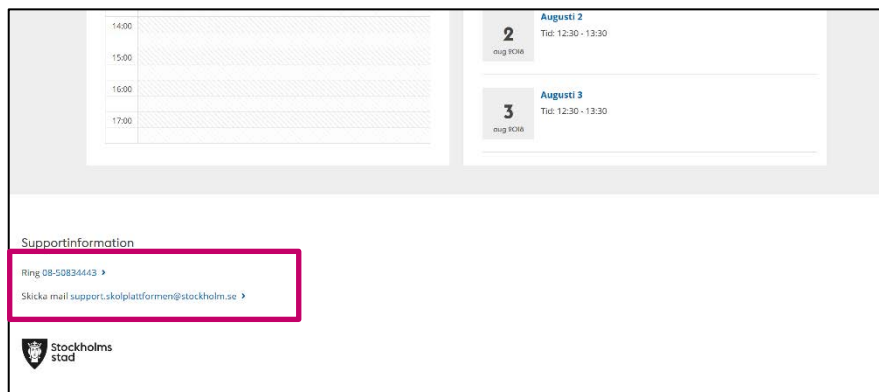 14:00
15:00
16:00
17:00
2
aug 2018
Augusti 2
Tid: 12:30 - 13:30
3
aug 2018
Augusti 3
Tid: 12:30 - 13:30
Supportinformation
Ring 08-50834443 ›
Skicka mail support.skolplattformen@stockholm.se ›
Stockholms
stad